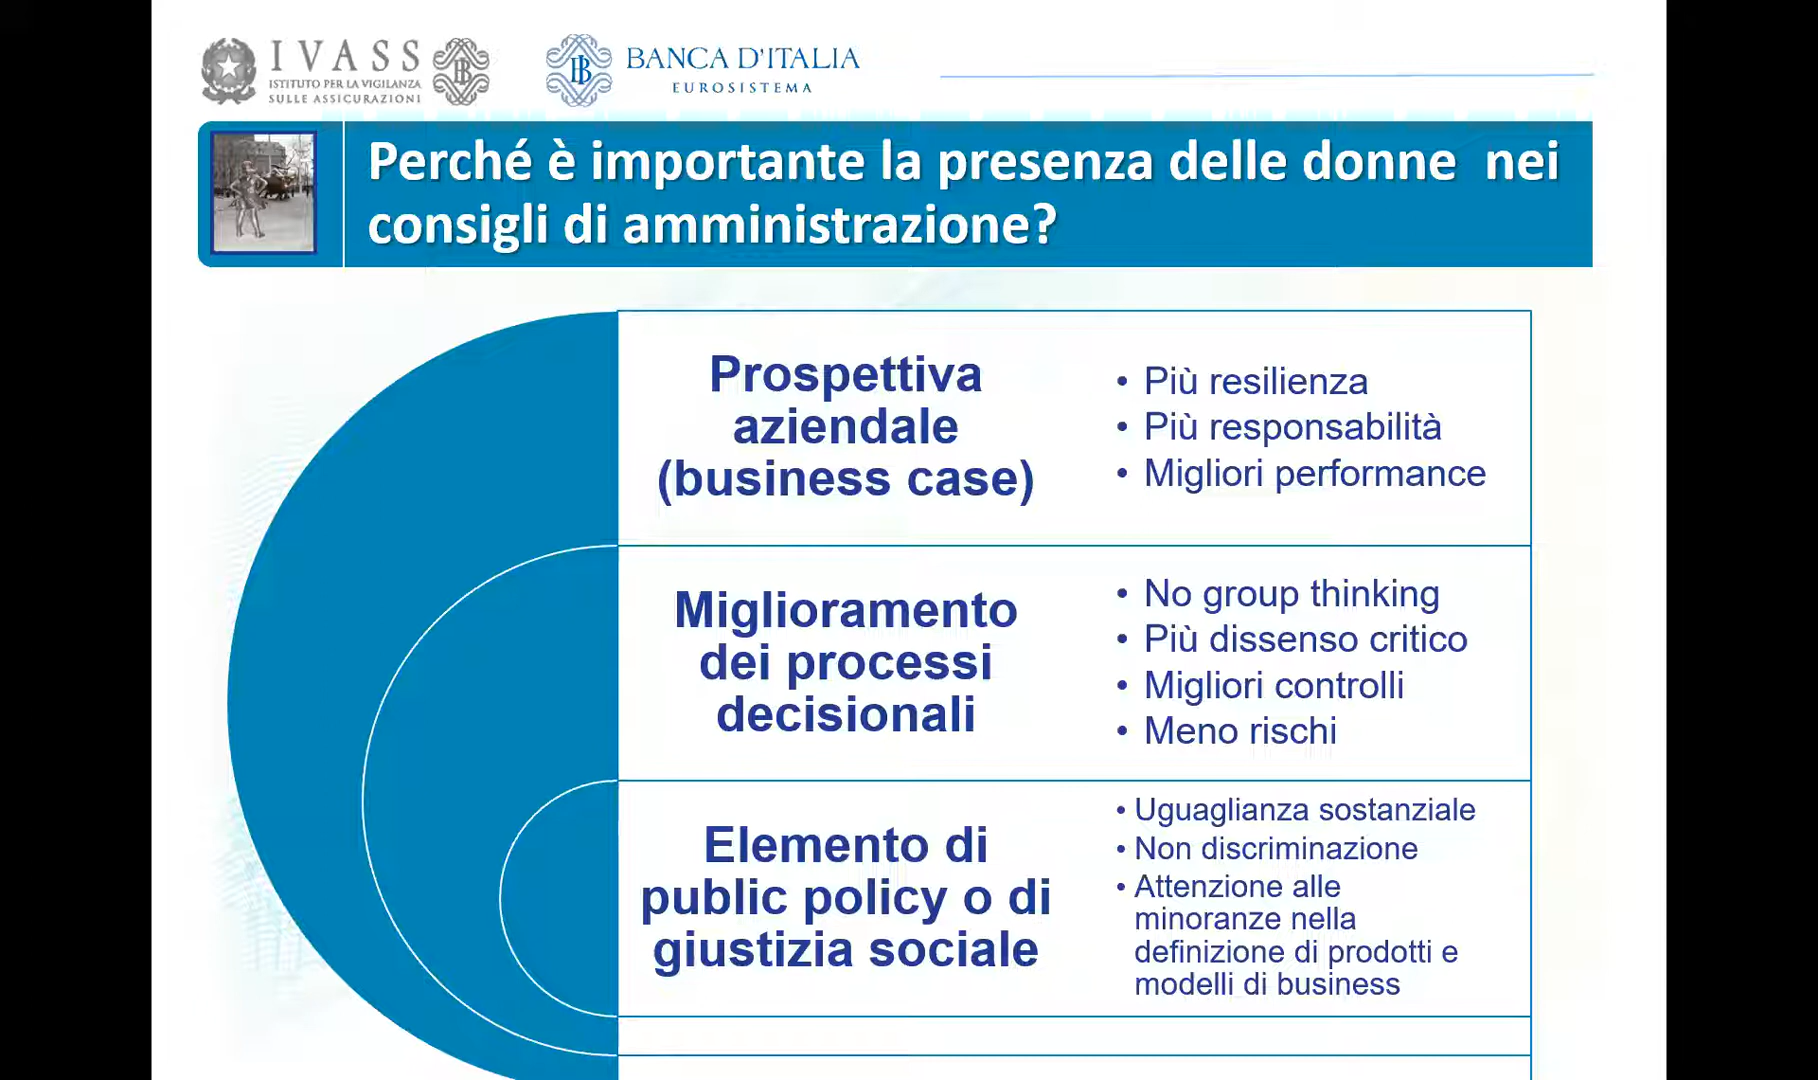 IVASS
ISTITUTO PER LA VIGILANZA
SULLE ASSICURAZIONI
BANCA D'ITALIA
EUROSISTEMA
Perché è importante la presenza delle donne nei
consigli di amministrazione?
Prospettiva
aziendale
(business case)
• Più resilienza
• Più responsabilità
• Migliori performance
Miglioramento
dei processi
decisionali
• No group thinking
• Più dissenso critico
• Migliori controlli
• Meno rischi
Elemento di
public policy o di
giustizia sociale
• Uguaglianza sostanziale
• Non discriminazione
• Attenzione alle
minoranze nella
definizione di prodotti e
modelli di business